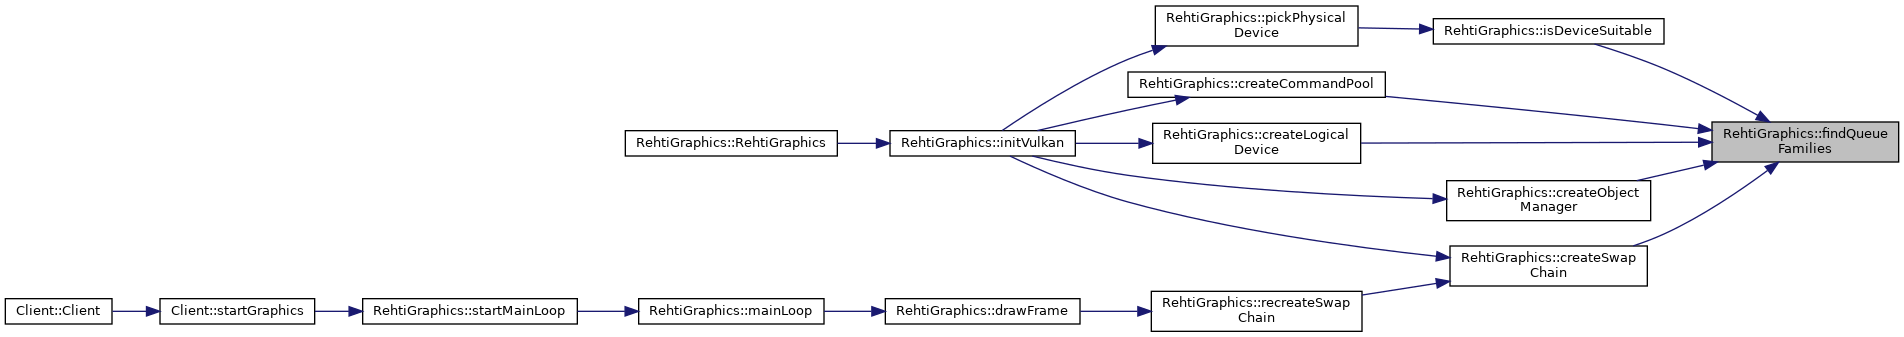 RehtiGraphics::pickPhysical
Device
RehtiGraphics::isDeviceSuitable
RehtiGraphics::createCommandPool
RehtiGraphics::findQueue
Families
RehtiGraphics::RehtiGraphics
RehtiGraphics::initVulkan
RehtiGraphics::createLogical
Device
RehtiGraphics::createObject
Manager
RehtiGraphics::createSwap
Chain
Client::Client
Client::startGraphics
RehtiGraphics::startMainLoop
RehtiGraphics::mainLoop
RehtiGraphics::drawFrame
RehtiGraphics::recreateSwap
Chain